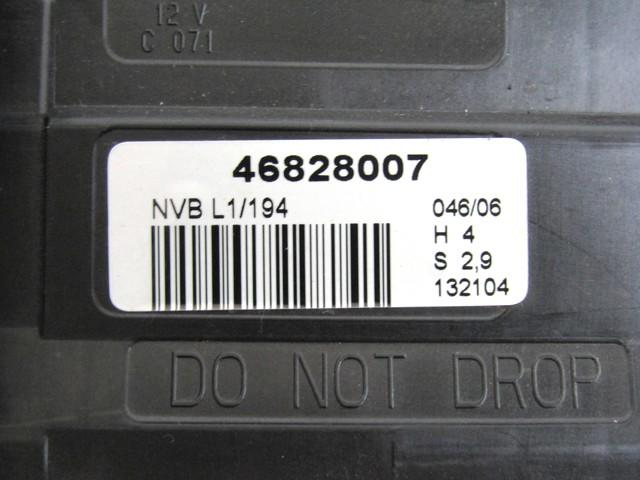 12 V
C 071
46828007
NVB L1/194
046/06
H 4
S 2,9
132104
DO NOT DROP